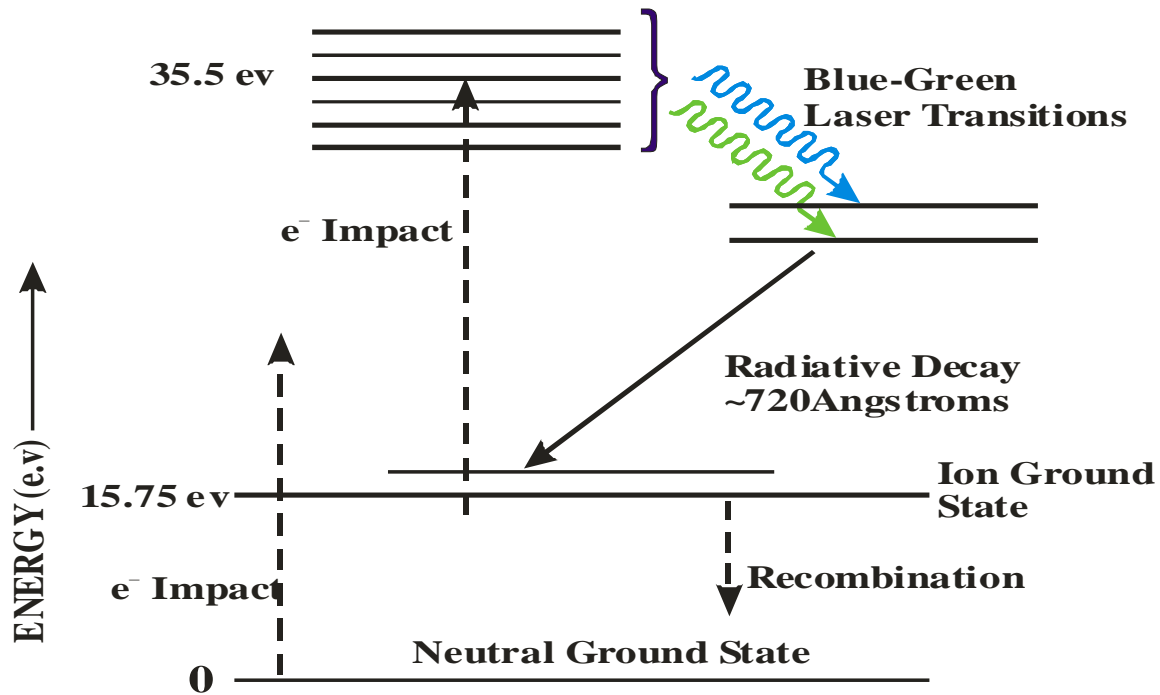 35.5 ev
Blue-Green
Laser Transitions
e⁻ Impact
ENERGY (e.v)
Radiative Decay
~720Angstroms
15.75 ev
Ion Ground
State
e⁻ Impact
Recombination
Neutral Ground State
0